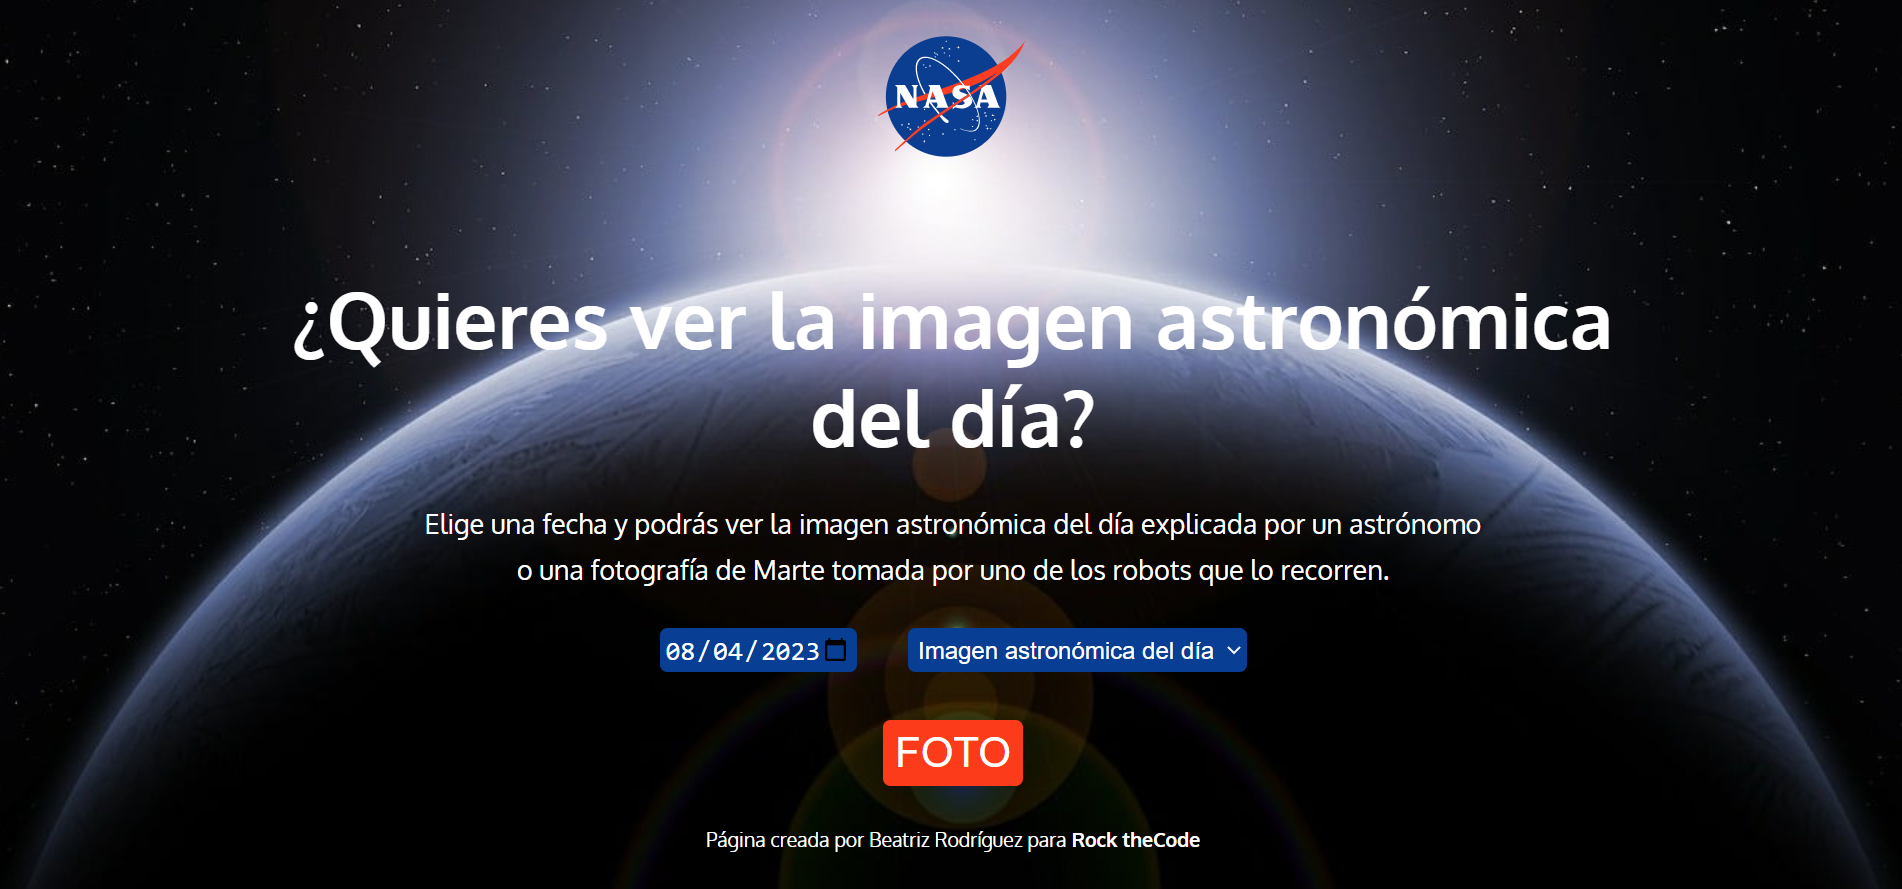 NASA
¿Quieres ver la imagen astronómica
del día?
Elige una fecha y podrás ver la imagen astronómica del día explicada por un astrónomo
o una fotografía de Marte tomada por uno de los robots que lo recorren.
08/04/2023 Imagen astronómica del día
FOTO
Página creada por Beatriz Rodríguez para Rock theCode